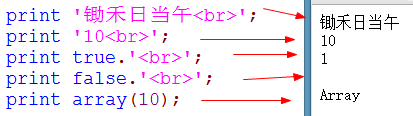 print '锄禾日当午<br>';
print '10<br>';
print true.'<br>';
print false.'<br>';
print array(10);
锄禾日当午
10
1
Array